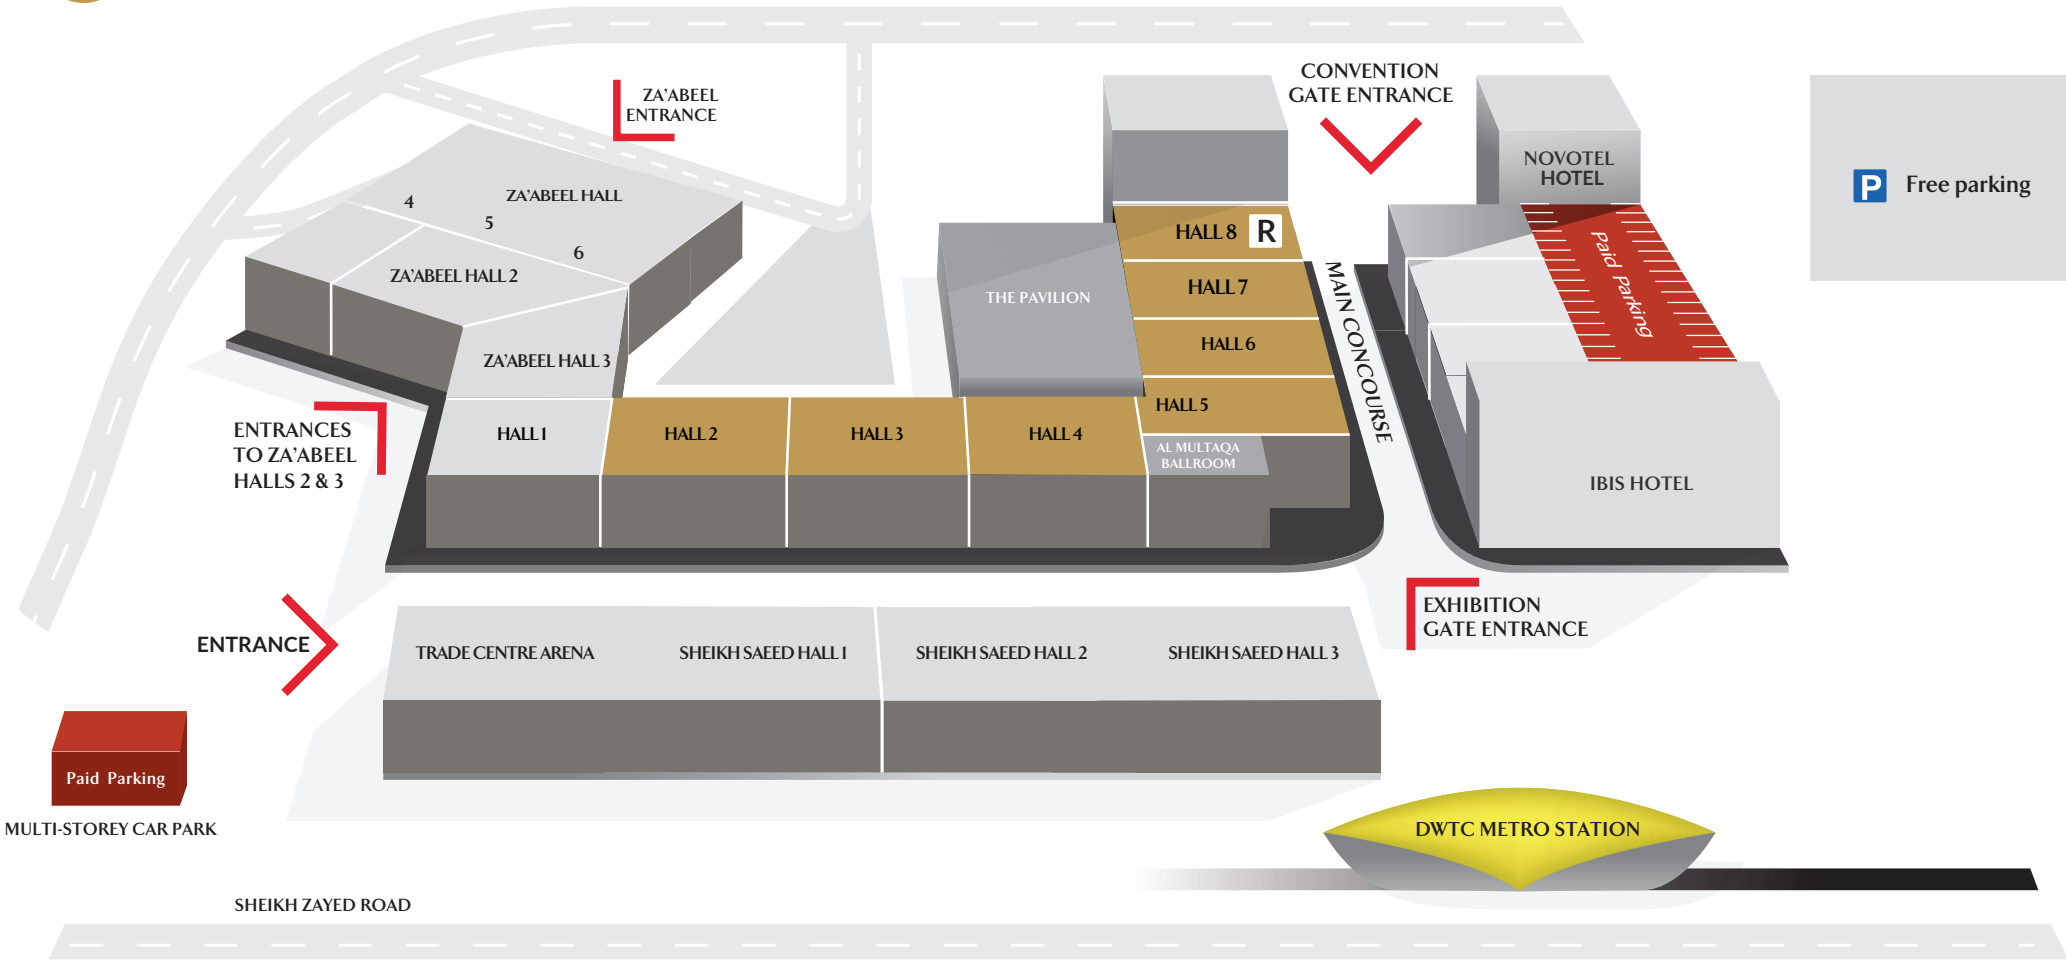 CONVENTION
GATE ENTRANCE
ZA'ABEEL
ENTRANCE
NOVOTEL
HOTEL
P Free parking
4
ZA'ABEEL HALL
5
6
ZA'ABEEL HALL 2
HALL 8 R
Paid Parking
HALL 7
THE PAVILION
MAIN CONCOURSE
HALL 6
ZA'ABEEL HALL 3
HALL 5
ENTRANCES
TO ZA'ABEEL
HALLS 2 & 3
HALL 1
HALL 2
HALL 3
HALL 4
AL MULTAQA
BALLROOM
IBIS HOTEL
EXHIBITION
GATE ENTRANCE
ENTRANCE
TRADE CENTRE ARENA
SHEIKH SAEED HALL 1
SHEIKH SAEED HALL 2
SHEIKH SAEED HALL 3
Paid Parking
MULTI-STOREY CAR PARK
DWTC METRO STATION
SHEIKH ZAYED ROAD